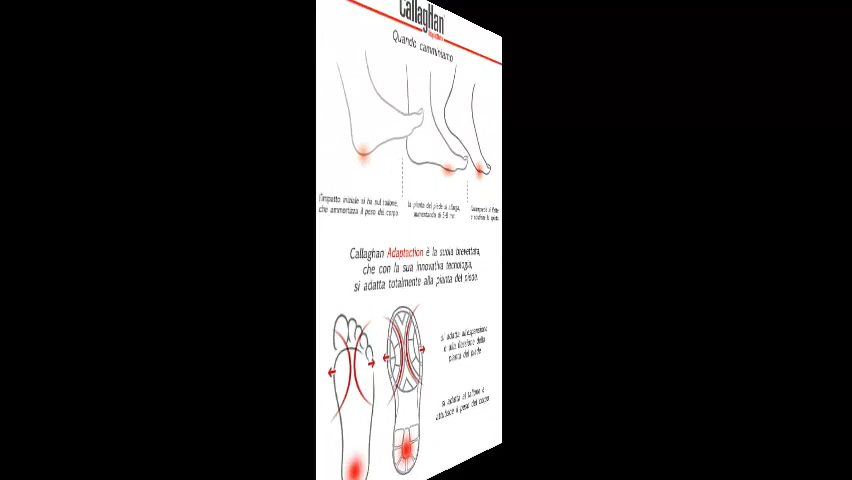 Callaghan
Adaptaction
Quando camminiamo
l'impatto iniziale si ha sul tallone,
che ammortizza il peso del corpo
la pianta del piede si allarga,
aumentando di 5-8 mm
Callaghan Adaptaction è la suola brevettata,
che con la sua innovativa tecnologia,
si adatta totalmente alla pianta del piede.
si adatta all'espansione
e alla flessione della
pianta del piede
si adatta al tallone e
attutisce il peso del corpo